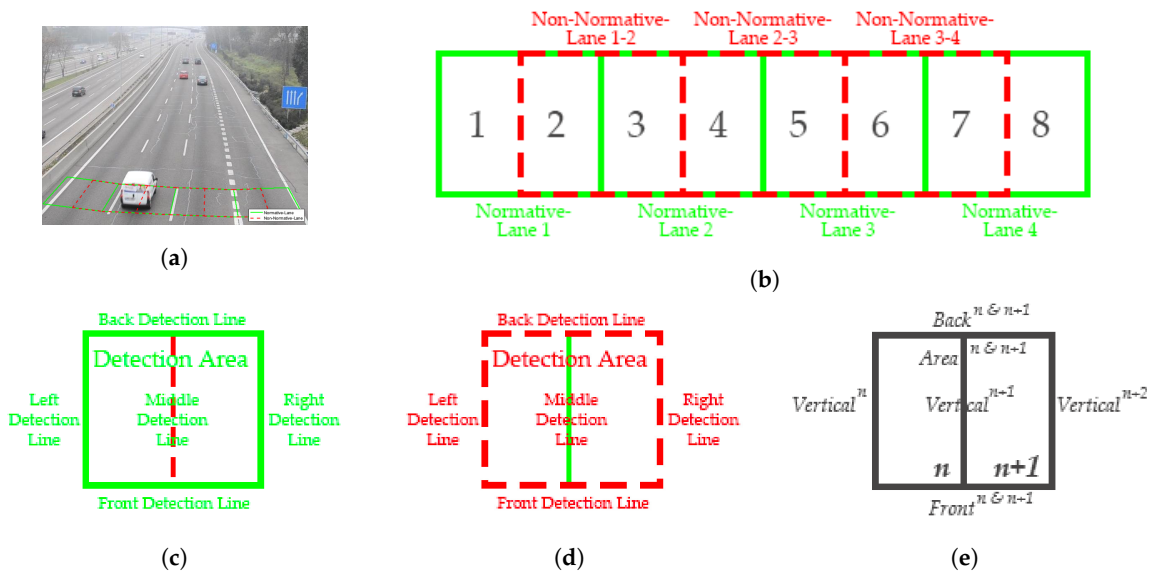 Normative-Lane
Non-Normative-Lane
(a)
Non-Normative-
Lane 1-2
Non-Normative-
Lane 2-3
Non-Normative-
Lane 3-4
1 2 3 4 5 6 7 8
Normative-
Lane 1
Normative-
Lane 2
Normative-
Lane 3
Normative-
Lane 4
(b)
Back Detection Line
Detection Area
Left
Detection
Line
Middle
Detection
Line
Right
Detection
Line
Front Detection Line
(c)
Back Detection Line
Detection Area
Left
Detection
Line
Middle
Detection
Line
Right
Detection
Line
Front Detection Line
(d)
Back n & n+1
Area n & n+1
Vertical n
Vertical n+1
Vertical n+2
n n+1
Front n & n+1
(e)